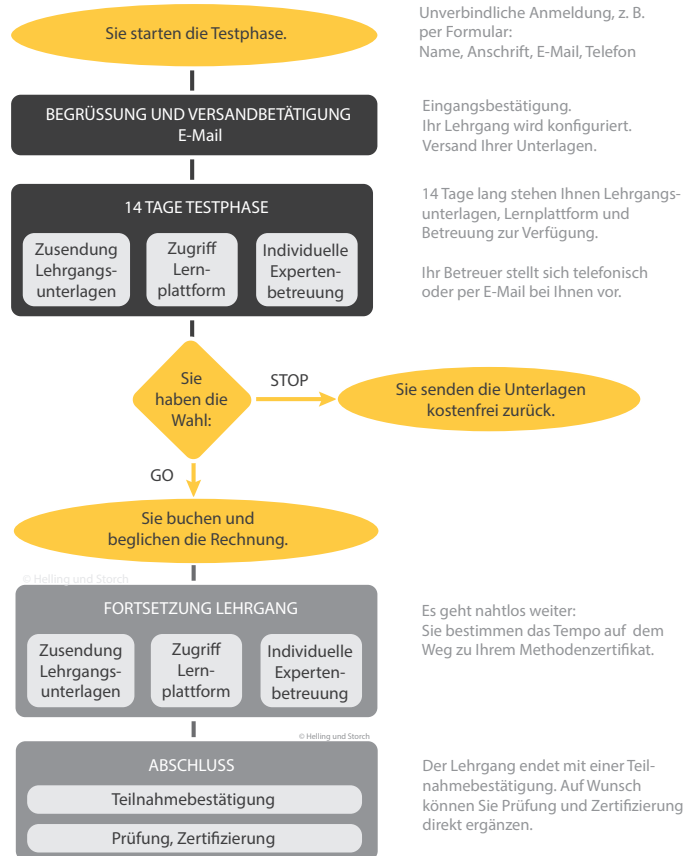 Sie starten die Testphase.
Unverbindliche Anmeldung, z. B.
per Formular:
Name, Anschrift, E-Mail, Telefon
BEGRÜSSUNG UND VERSANDBETÄTIGUNG
E-Mail
Eingangsbestätigung.
Ihr Lehrgang wird konfiguriert.
Versand Ihrer Unterlagen.
14 TAGE TESTPHASE
Zusendung
Lehrgangs-
unterlagen
Zugriff
Lern-
plattform
Individuelle
Experten-
betreuung
14 Tage lang stehen Ihnen Lehrgangs-
unterlagen, Lernplattform und
Betreuung zur Verfügung.
Ihr Betreuer stellt sich telefonisch
oder per E-Mail bei Ihnen vor.
Sie
haben die
Wahl:
STOP
Sie senden die Unterlagen
kostenfrei zurück.
GO
Sie buchen und
beglichen die Rechnung.
© Helling und Storch
FORTSETZUNG LEHRGANG
Zusendung
Lehrgangs-
unterlagen
Zugriff
Lern-
plattform
Individuelle
Experten-
betreuung
Es geht nahtlos weiter:
Sie bestimmen das Tempo auf dem
Weg zu Ihrem Methodenzertifikat.
© Helling und Storch
ABSCHLUSS
Teilnahmebestätigung
Prüfung, Zertifizierung
Der Lehrgang endet mit einer Teil-
nahmebestätigung. Auf Wunsch
können Sie Prüfung und Zertifizierung
direkt ergänzen.